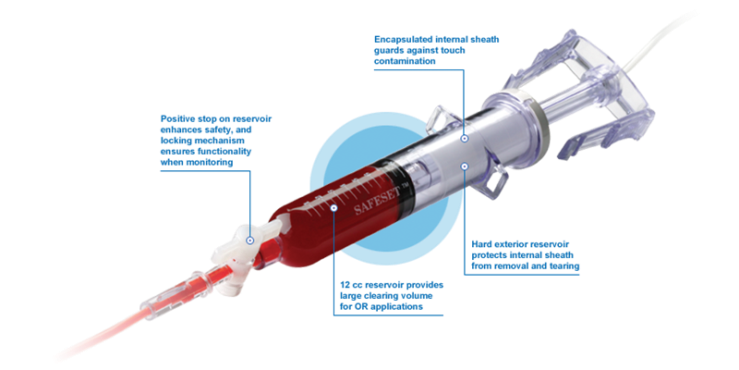 Encapsulated internal sheath
guards against touch
contamination
Positive stop on reservoir
enhances safety, and
locking mechanism
ensures functionality
when monitoring
SAFESET™
Hard exterior reservoir
protects internal sheath
from removal and tearing
12 cc reservoir provides
large clearing volume
for OR applications